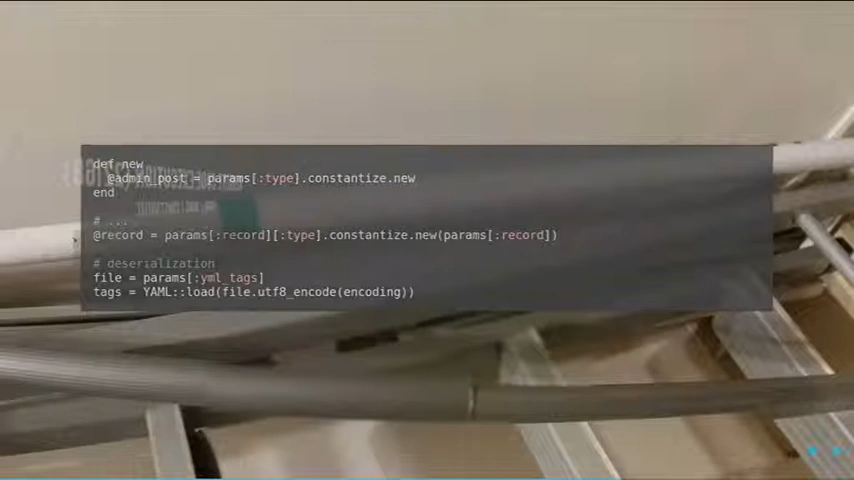 def new
  @admin_post = params[:type].constantize.new
end
# ...
@record = params[:record][:type].constantize.new(params[:record])
# deserialization
file = params[:yml_tags]
tags = YAML::load(file.utf8_encode(encoding))